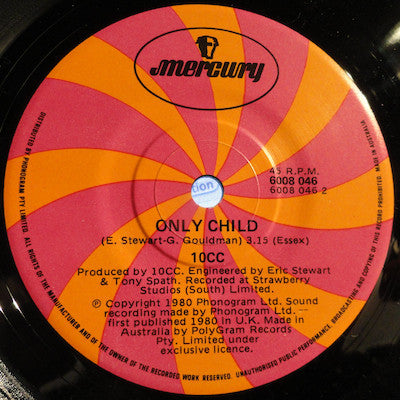 mercury
45 R.P.M.
6008 046
6008 046 2
tion
ONLY CHILD
(E. Stewart-G. Gouldman) 3.15 (Essex)
10CC
Produced by 10CC. Engineered by Eric Stewart
& Tony Spath. Recorded at Strawberry
Studios (South) Limited.
Ⓟ Copyright 1980 Phonogram Ltd. Sound
recording made by Phonogram Ltd. --
first published 1980 in U.K. Made in
Australia by PolyGram Records
Pty. Limited under
exclusive licence.
DISTRIBUTED BY PHONOGRAM PTY LIMITED. ALL RIGHTS OF THE MANUFACTURER AND OF THE OWNER OF THE RECORDED WORK RESERVED. UNAUTHORISED PUBLIC PERFORMANCE, BROADCASTING AND COPYING OF THIS RECORD PROHIBITED. MADE IN AUSTRALIA.